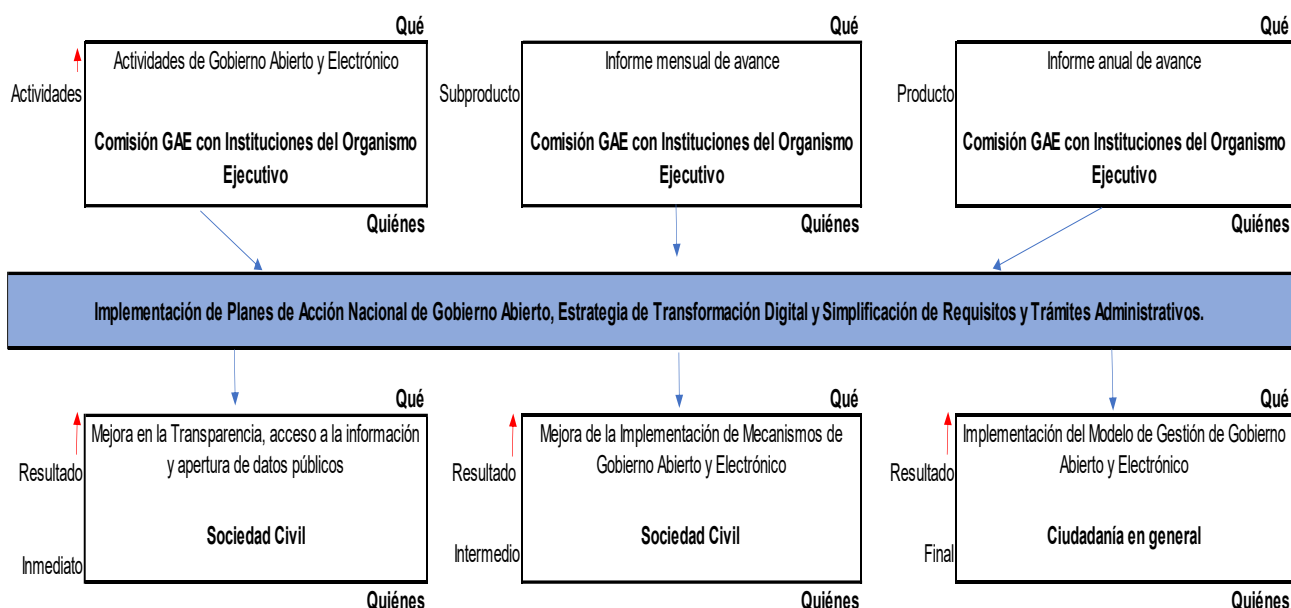 Qué
Actividades de Gobierno Abierto y Electrónico
Actividades
Comisión GAE con Instituciones del Organismo
Ejecutivo
Quiénes
Qué
Informe mensual de avance
Subproducto
Comisión GAE con Instituciones del Organismo
Ejecutivo
Quiénes
Qué
Informe anual de avance
Producto
Comisión GAE con Instituciones del Organismo
Ejecutivo
Quiénes
Implementación de Planes de Acción Nacional de Gobierno Abierto, Estrategia de Transformación Digital y Simplificación de Requisitos y Trámites Administrativos.
Qué
Mejora en la Transparencia, acceso a la información
y apertura de datos públicos
Resultado
Sociedad Civil
Inmediato
Quiénes
Qué
Mejora de la Implementación de Mecanismos de
Gobierno Abierto y Electrónico
Resultado
Sociedad Civil
Intermedio
Quiénes
Qué
Implementación del Modelo de Gestión de Gobierno
Abierto y Electrónico
Resultado
Ciudadanía en general
Final
Quiénes